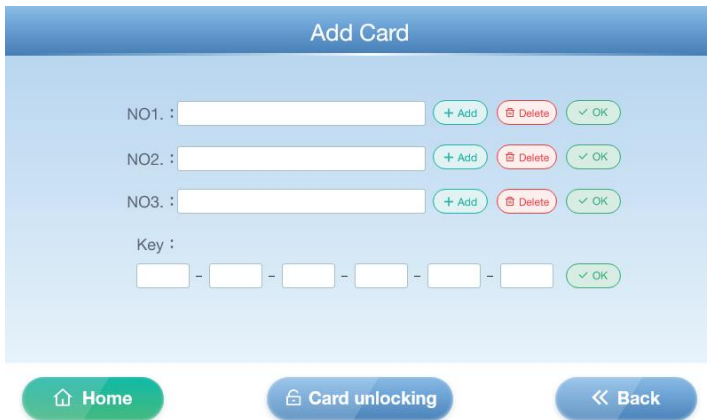 Add Card
NO1. : + Add Delete OK
NO2. : + Add Delete OK
NO3. : + Add Delete OK
Key :
- - - - - OK
Home Card unlocking Back